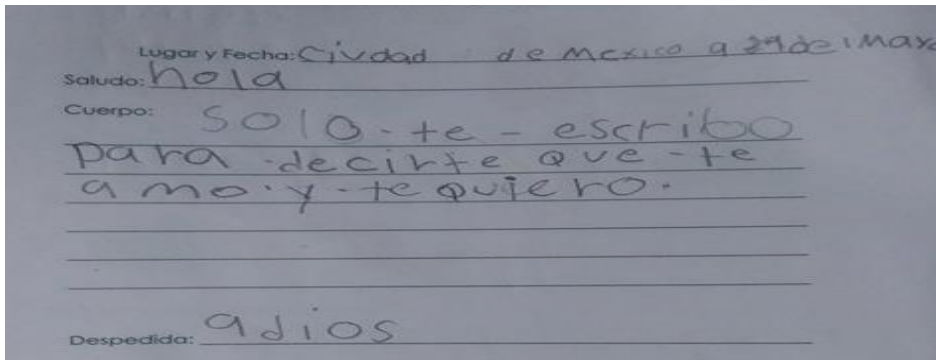 Lugar y Fecha: Ciudad de Mexico a 29 de Mayo
Saludo: hola
Cuerpo: Solo-te-escribo
para-decirte que-te
amo.y-te quiero.
Despedida: adios